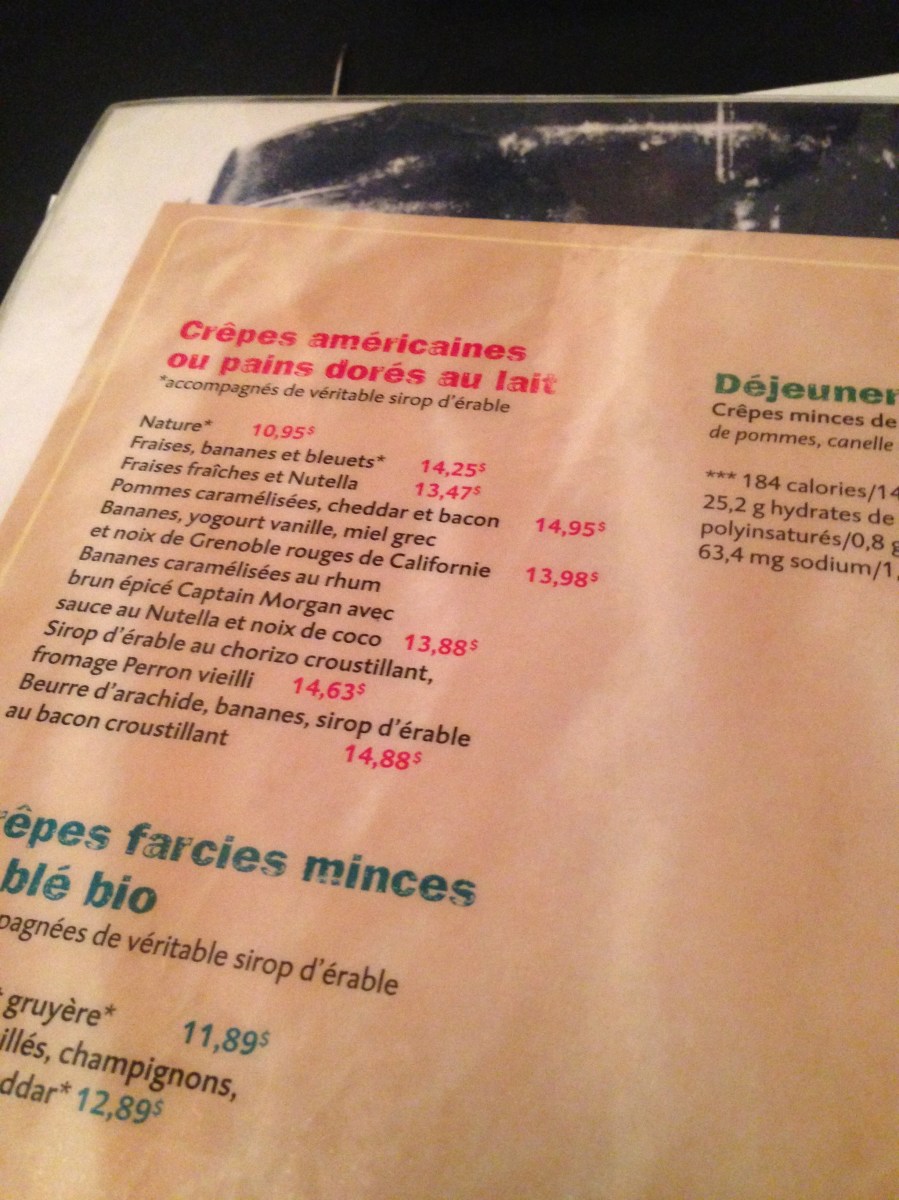 Crêpes américaines
ou pains dorés au lait
*accompagnés de véritable sirop d'érable
Nature* 10,95$
Fraises, bananes et bleuets* 14,25$
Fraises fraîches et Nutella 13,47$
Pommes caramélisées, cheddar et bacon 14,95$
Bananes, yogourt vanille, miel grec
et noix de Grenoble rouges de Californie 13,98$
Bananes caramélisées au rhum
brun épicé Captain Morgan avec
sauce au Nutella et noix de coco 13,88$
Sirop d'érable au chorizo croustillant,
fromage Perron vieilli 14,63$
Beurre d'arachide, bananes, sirop d'érable
au bacon croustillant 14,88$
êpes farcies minces
blé bio
pagnées de véritable sirop d'érable
gruyère* 11,89$
illés, champignons,
ddar* 12,89$
Déjeuner
Crêpes minces de
de pommes, canelle
*** 184 calories/14
25,2 g hydrates de
polyinsaturés/0,8 g
63,4 mg sodium/1,